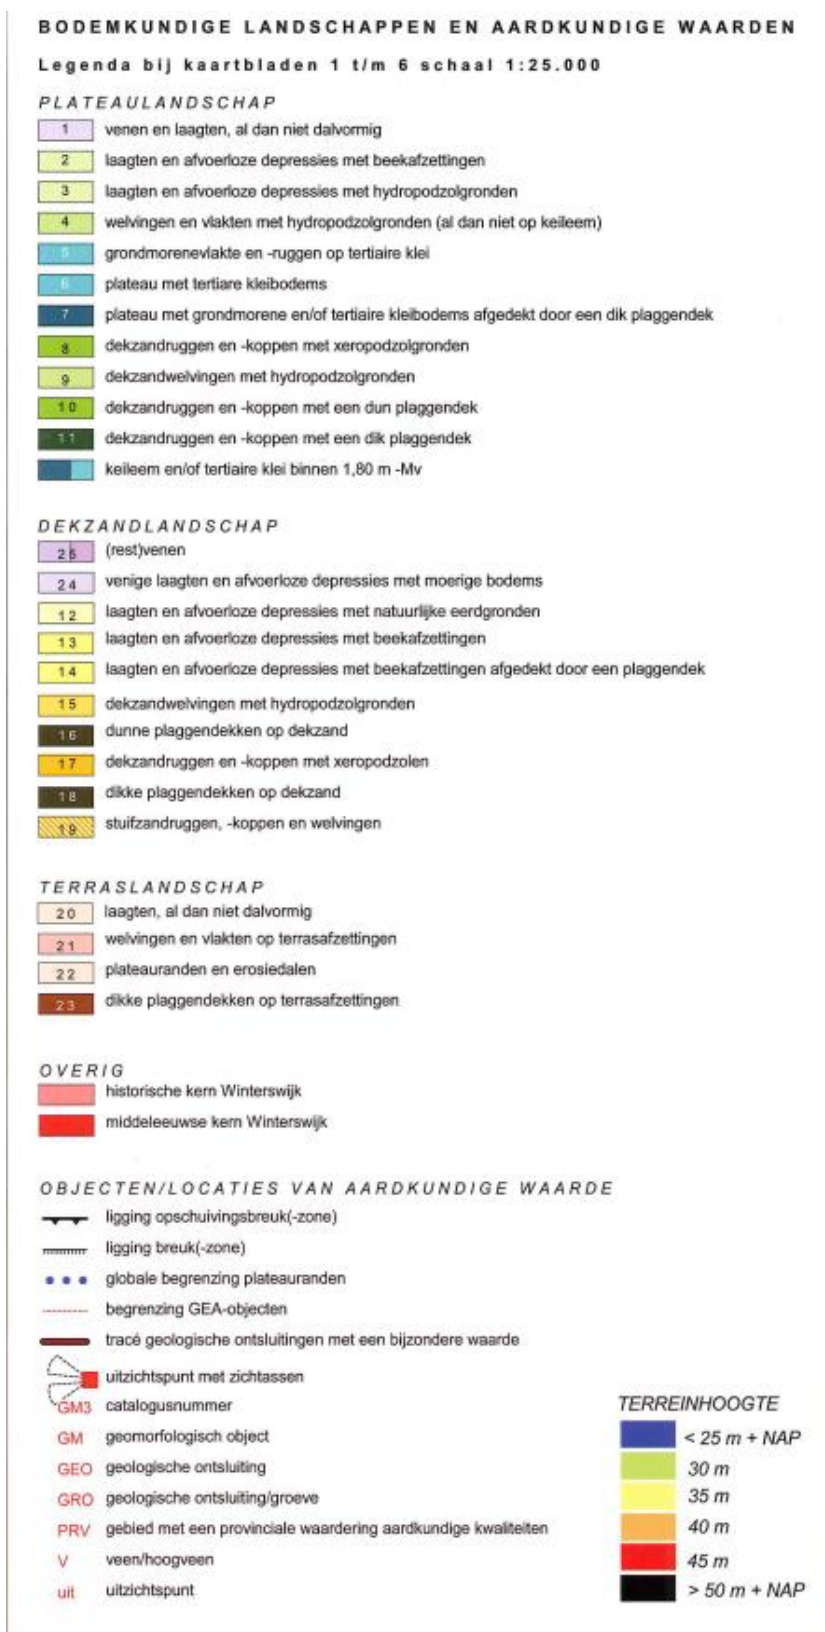 BODEMKUNDIGE LANDSCHAPPEN EN AARDKUNDIGE WAARDEN
Legenda bij kaartbladen 1 t/m 6 schaal 1:25.000
PLATEAULANDSCHAP
1 venen en laagten, al dan niet dalvormig
2 laagten en afvoerloze depressies met beekafzettingen
3 laagten en afvoerloze depressies met hydropodzolgronden
4 welvingen en vlakten met hydropodzolgronden (al dan niet op keileem)
5 grondmorenevlakte en -ruggen op tertiaire klei
6 plateau met tertiare kleibodems
7 plateau met grondmorene en/of tertiaire kleibodems afgedekt door een dik plaggendek
8 dekzandruggen en -koppen met xeropodzolgronden
9 dekzandwelvingen met hydropodzolgronden
10 dekzandruggen en -koppen met een dun plaggendek
11 dekzandruggen en -koppen met een dik plaggendek
keileem en/of tertiaire klei binnen 1,80 m -Mv
DEKZANDLANDSCHAP
25 (rest)venen
24 venige laagten en afvoerloze depressies met moerige bodems
12 laagten en afvoerloze depressies met natuurlijke eerdgronden
13 laagten en afvoerloze depressies met beekafzettingen
14 laagten en afvoerloze depressies met beekafzettingen afgedekt door een plaggendek
15 dekzandwelvingen met hydropodzolgronden
16 dunne plaggendekken op dekzand
17 dekzandruggen en -koppen met xeropodzolen
18 dikke plaggendekken op dekzand
19 stuifzandruggen, -koppen en welvingen
TERRASLANDSCHAP
20 laagten, al dan niet dalvormig
21 welvingen en vlakten op terrasafzettingen
22 plateauranden en erosiedalen
23 dikke plaggendekken op terrasafzettingen
OVERIG
historische kern Winterswijk
middeleeuwse kern Winterswijk
OBJECTEN/LOCATIES VAN AARDKUNDIGE WAARDE
ligging opschuivingsbreuk(-zone)
ligging breuk(-zone)
globale begrenzing plateauranden
begrenzing GEA-objecten
tracé geologische ontsluitingen met een bijzondere waarde
uitzichtspunt met zichtassen
GM3 catalogusnummer
GM geomorfologisch object
GEO geologische ontsluiting
GRO geologische ontsluiting/groeve
PRV gebied met een provinciale waardering aardkundige kwaliteiten
V veen/hoogveen
uit uitzichtspunt
TERREINHOOGTE
< 25 m + NAP
30 m
35 m
40 m
45 m
> 50 m + NAP